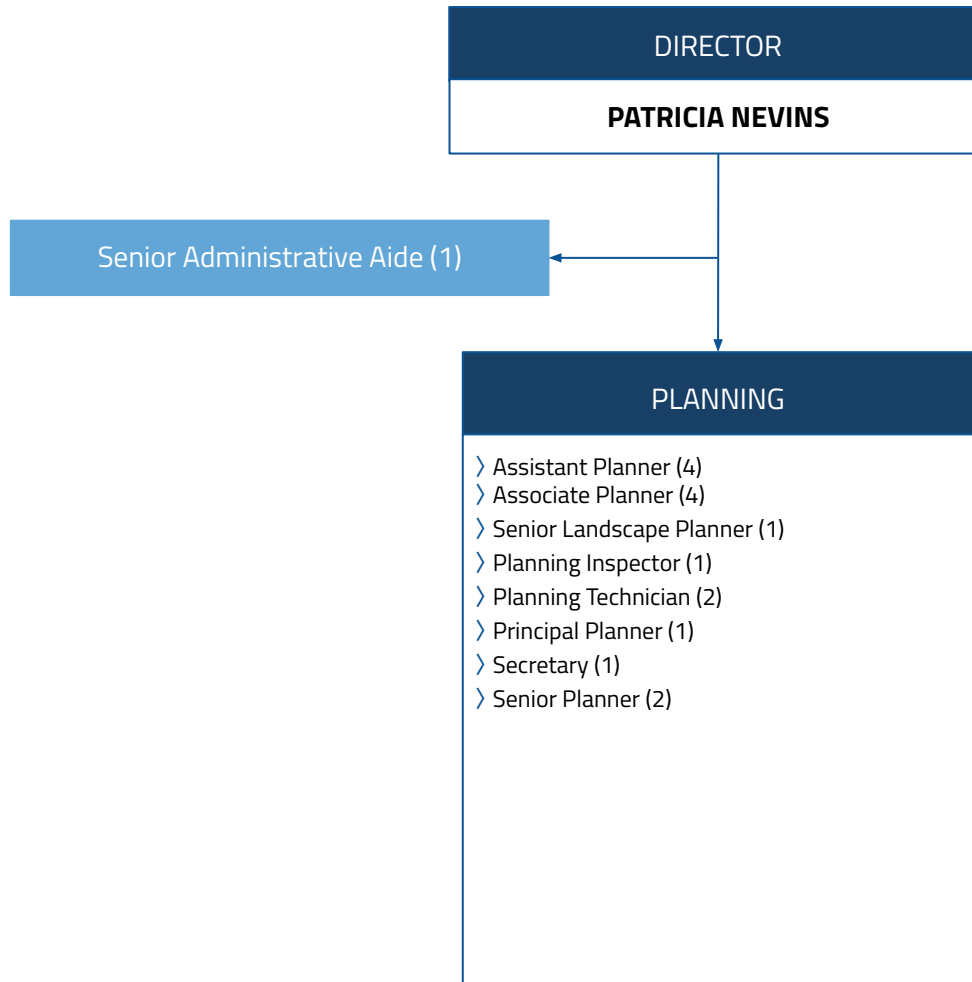 DIRECTOR
PATRICIA NEVINS
Senior Administrative Aide (1)
PLANNING
〉Assistant Planner (4)
〉Associate Planner (4)
〉Senior Landscape Planner (1)
〉Planning Inspector (1)
〉Planning Technician (2)
〉Principal Planner (1)
〉Secretary (1)
〉Senior Planner (2)